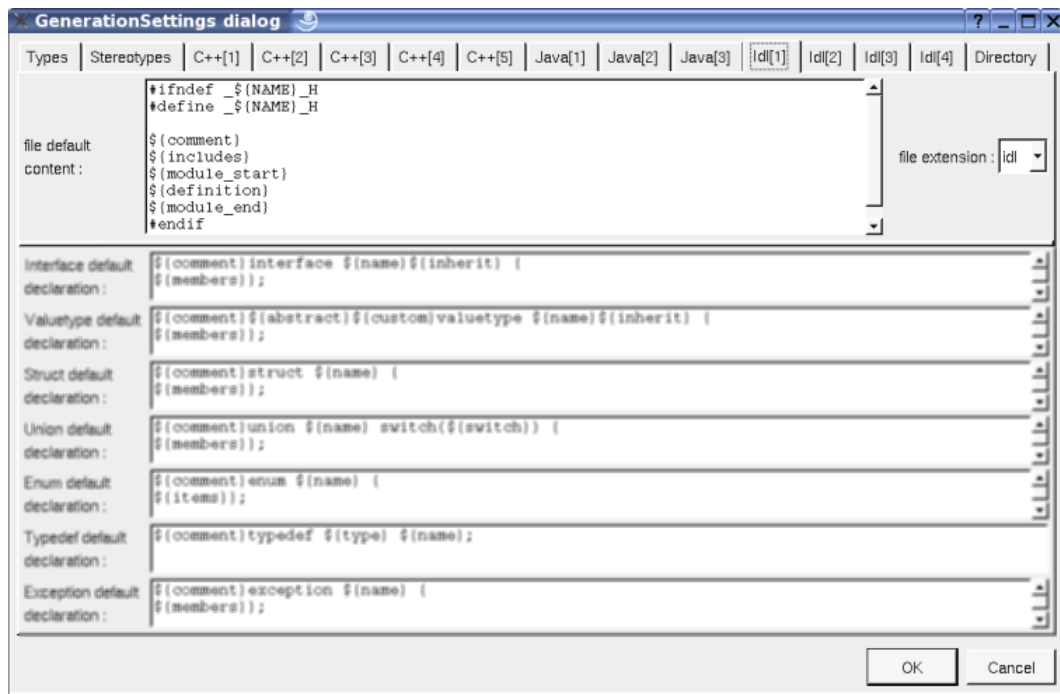 GenerationSettings dialog
Types Stereotypes C++[1] C++[2] C++[3] C++[4] C++[5] Java[1] Java[2] Java[3] Idl[1] Idl[2] Idl[3] Idl[4] Directory
file default
content :
#ifndef _${NAME}_H
#define _${NAME}_H
${comment}
${includes}
${module_start}
${definition}
${module_end}
#endif
file extension : idl
Interface default
declaration :
${comment}interface ${name}${inherit} {
${members}};
Valuetype default
declaration :
${comment}${abstract}${custom}valuetype ${name}${inherit} {
${members}};
Struct default
declaration :
${comment}struct ${name} {
${members}};
Union default
declaration :
${comment}union ${name} switch(${switch}) {
${members}};
Enum default
declaration :
${comment}enum ${name} {
${items}};
Typedef default
declaration :
${comment}typedef ${type} ${name};
Exception default
declaration :
${comment}exception ${name} {
${members}};
OK Cancel